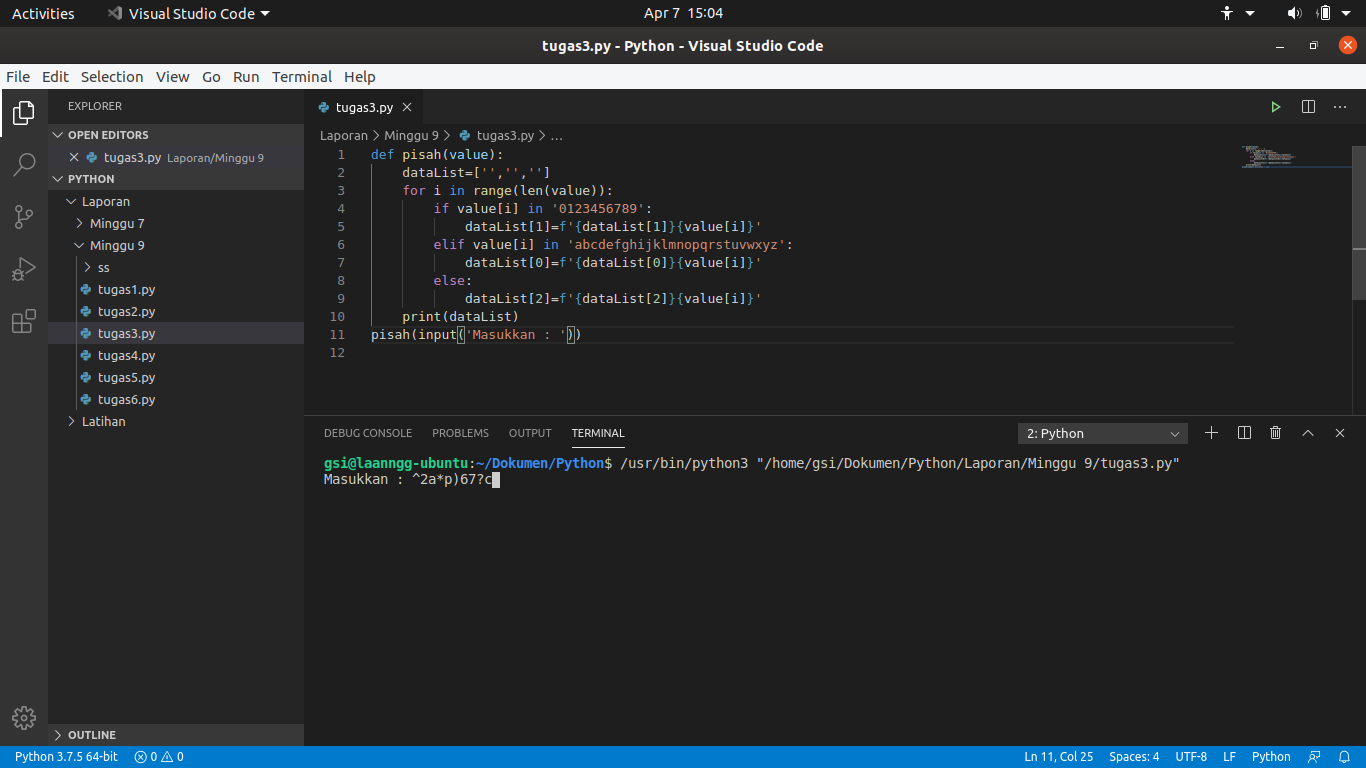 Activities Visual Studio Code Apr 7 15:04
tugas3.py - Python - Visual Studio Code
File Edit Selection View Go Run Terminal Help
EXPLORER
OPEN EDITORS
tugas3.py Laporan/Minggu 9
PYTHON
Laporan
Minggu 7
Minggu 9
ss
tugas1.py
tugas2.py
tugas3.py
tugas4.py
tugas5.py
tugas6.py
Latihan
OUTLINE
tugas3.py
Laporan > Minggu 9 > tugas3.py > ...
1 def pisah(value):
2     dataList=['','','']
3     for i in range(len(value)):
4         if value[i] in '0123456789':
5             dataList[1]=f'{dataList[1]}{value[i]}'
6         elif value[i] in 'abcdefghijklmnopqrstuvwxyz':
7             dataList[0]=f'{dataList[0]}{value[i]}'
8         else:
9             dataList[2]=f'{dataList[2]}{value[i]}'
10     print(dataList)
11 pisah(input('Masukkan : '))
12
DEBUG CONSOLE PROBLEMS OUTPUT TERMINAL 2: Python
gsi@laanngg-ubuntu:~/Dokumen/Python$ /usr/bin/python3 "/home/gsi/Dokumen/Python/Laporan/Minggu 9/tugas3.py"
Masukkan : ^2a*p)67?c
Python 3.7.5 64-bit 0 0 Ln 11, Col 25 Spaces: 4 UTF-8 LF Python